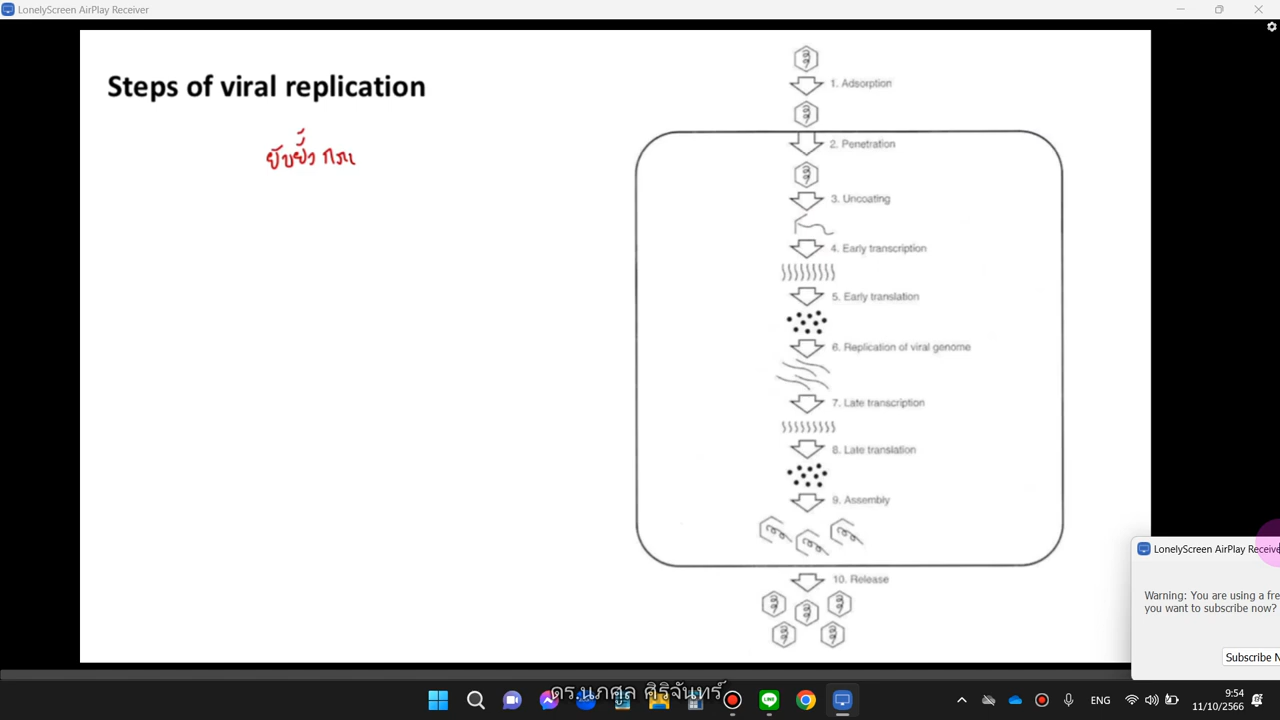 LonelyScreen AirPlay Receiver
Steps of viral replication
ยับยั้ง
1. Adsorption
2. Penetration
3. Uncoating
4. Early transcription
5. Early translation
6. Replication of viral genome
7. Late transcription
8. Late translation
9. Assembly
10. Release
LonelyScreen AirPlay Receive
Warning: You are using a fre
you want to subscribe now?
Subscribe N
ดร.นภศูล ศิริจันทร์
ENG
9:54
11/10/2566